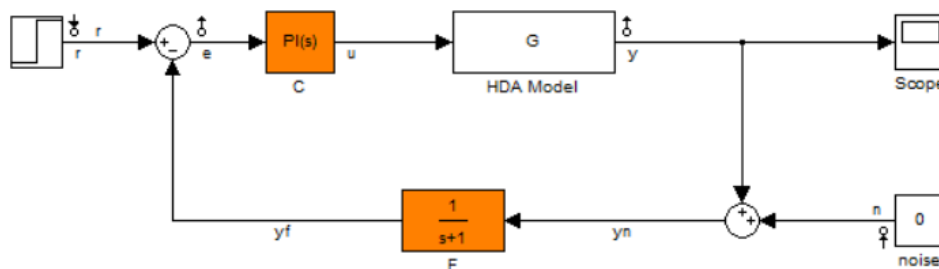 r
r
+
−
e
PI(s)
C
u
G
HDA Model
y
Scope
yf
1
s+1
F
yn
+
+
n
0
noise